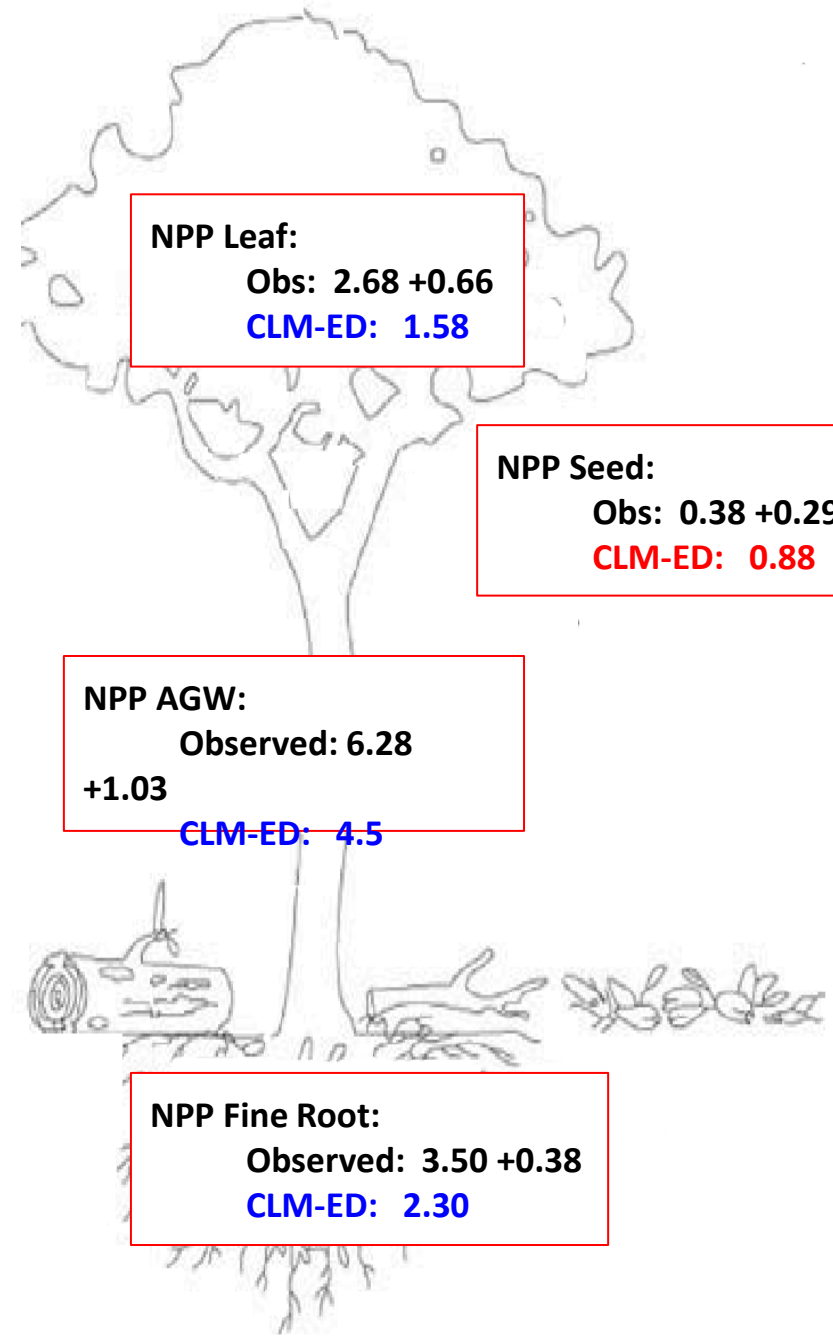 NPP Leaf:
Obs: 2.68 +0.66
CLM-ED: 1.58
NPP Seed:
Obs: 0.38 +0.29
CLM-ED: 0.88
NPP AGW:
Observed: 6.28
+1.03
CLM-ED: 4.5
NPP Fine Root:
Observed: 3.50 +0.38
CLM-ED: 2.30